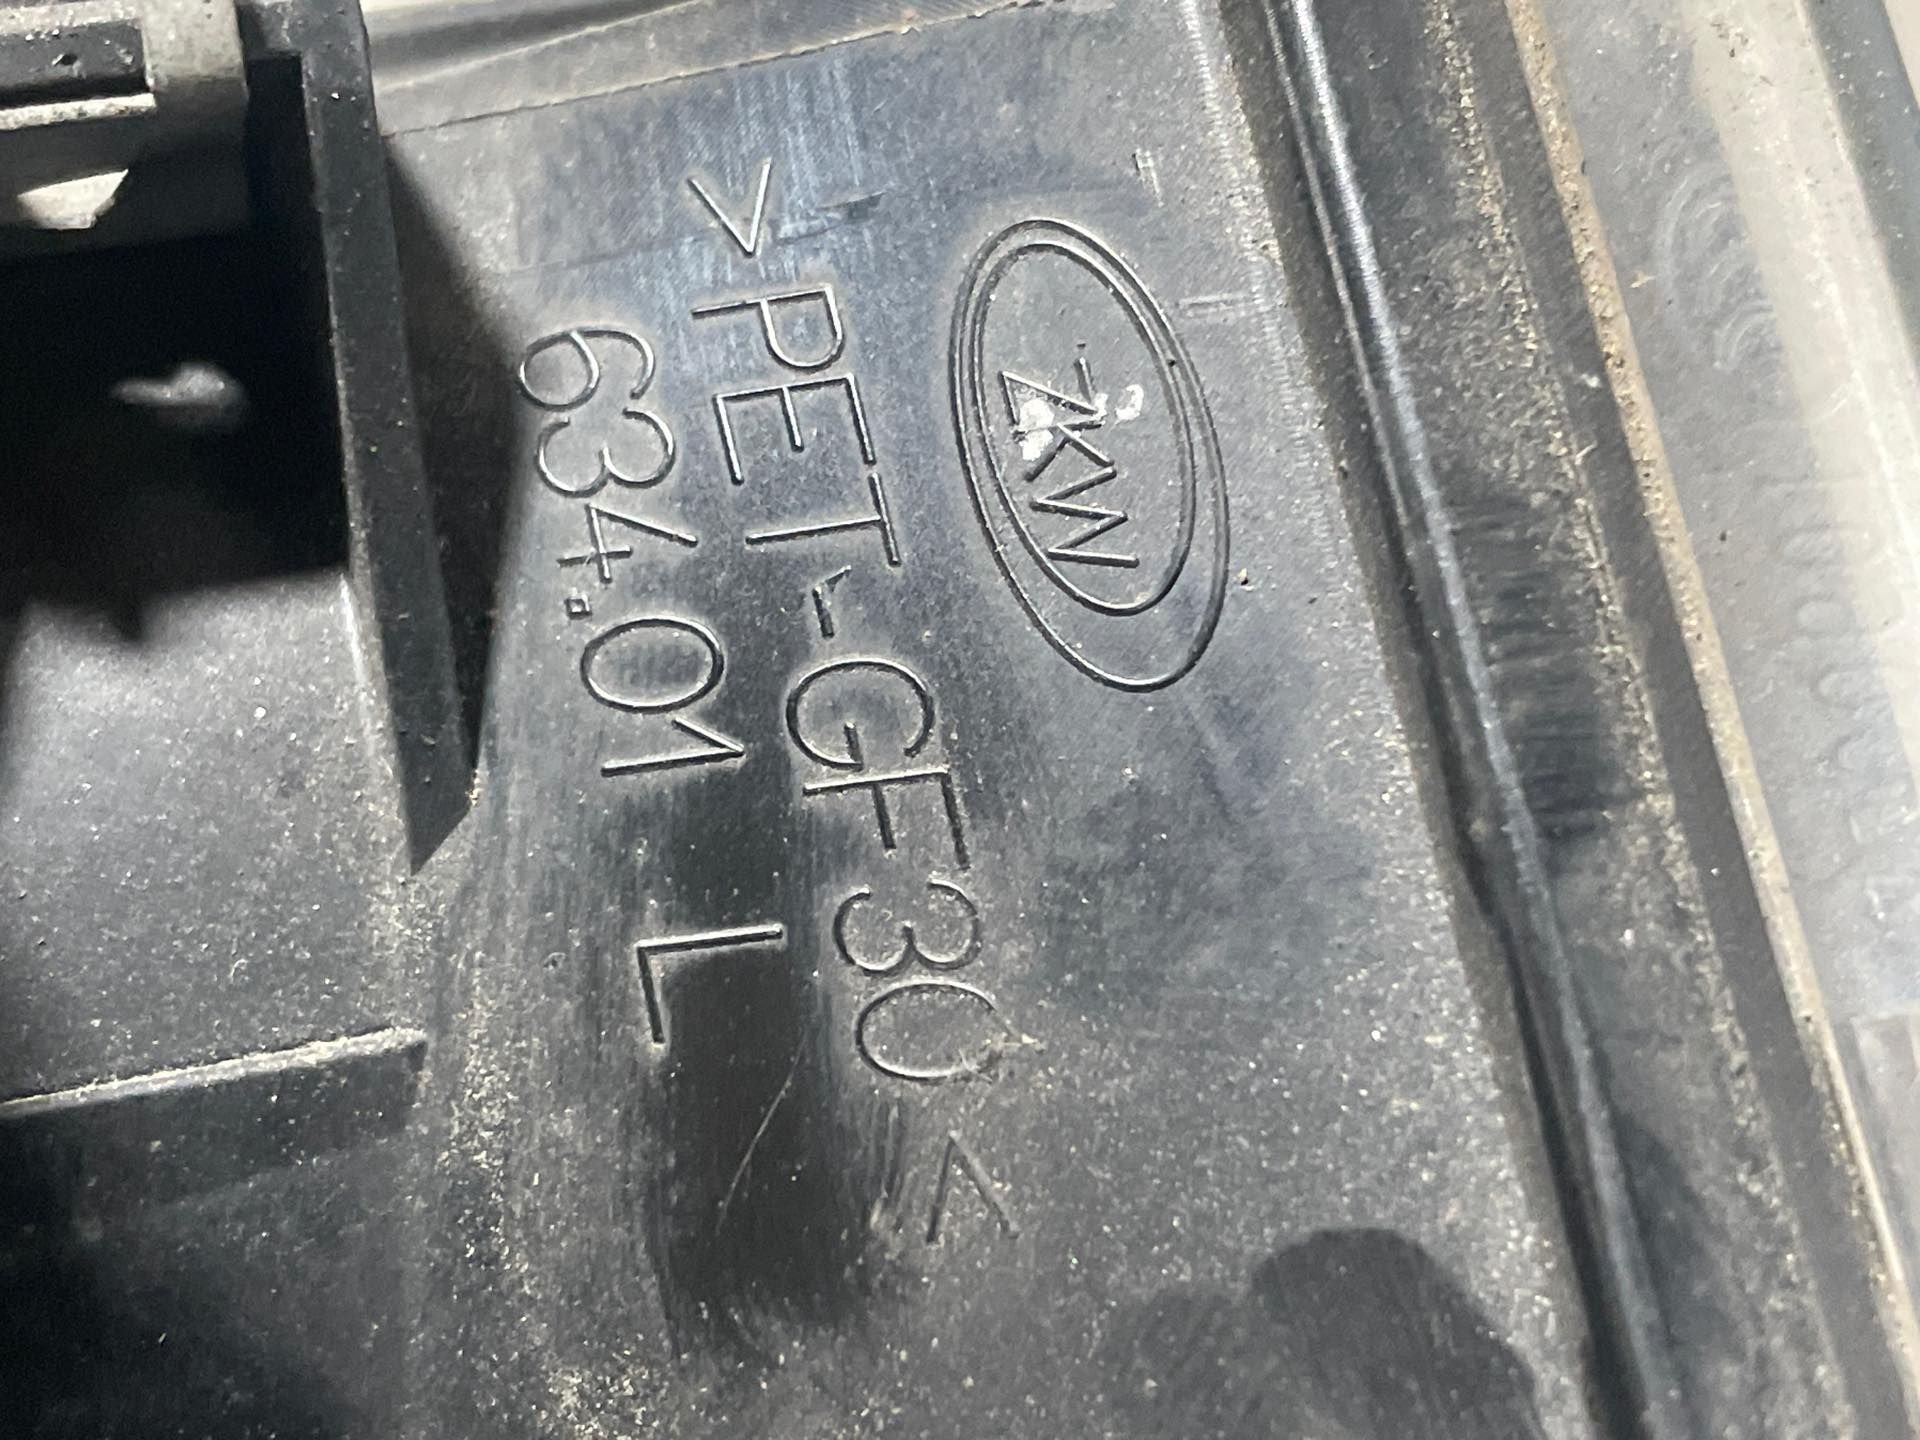 ZKW
>PET-GF30<
634.01 L